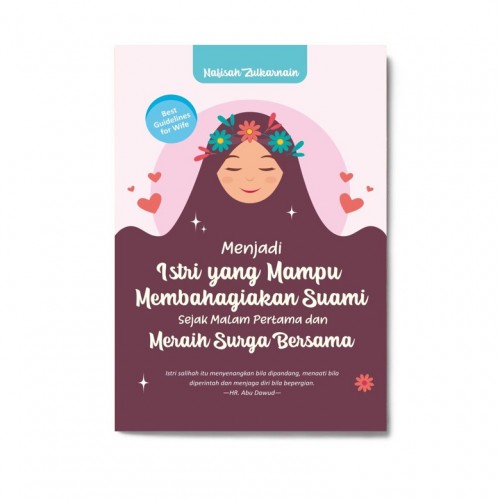 Nafisah Zulkarnain
Best
Guidelines
for Wife
Menjadi
Istri yang Mampu
Membahagiakan Suami
Sejak Malam Pertama dan
Meraih Surga Bersama
Istri salihah itu menyenangkan bila dipandang, menaati bila
diperintah dan menjaga diri bila bepergian.
—HR. Abu Dawud—